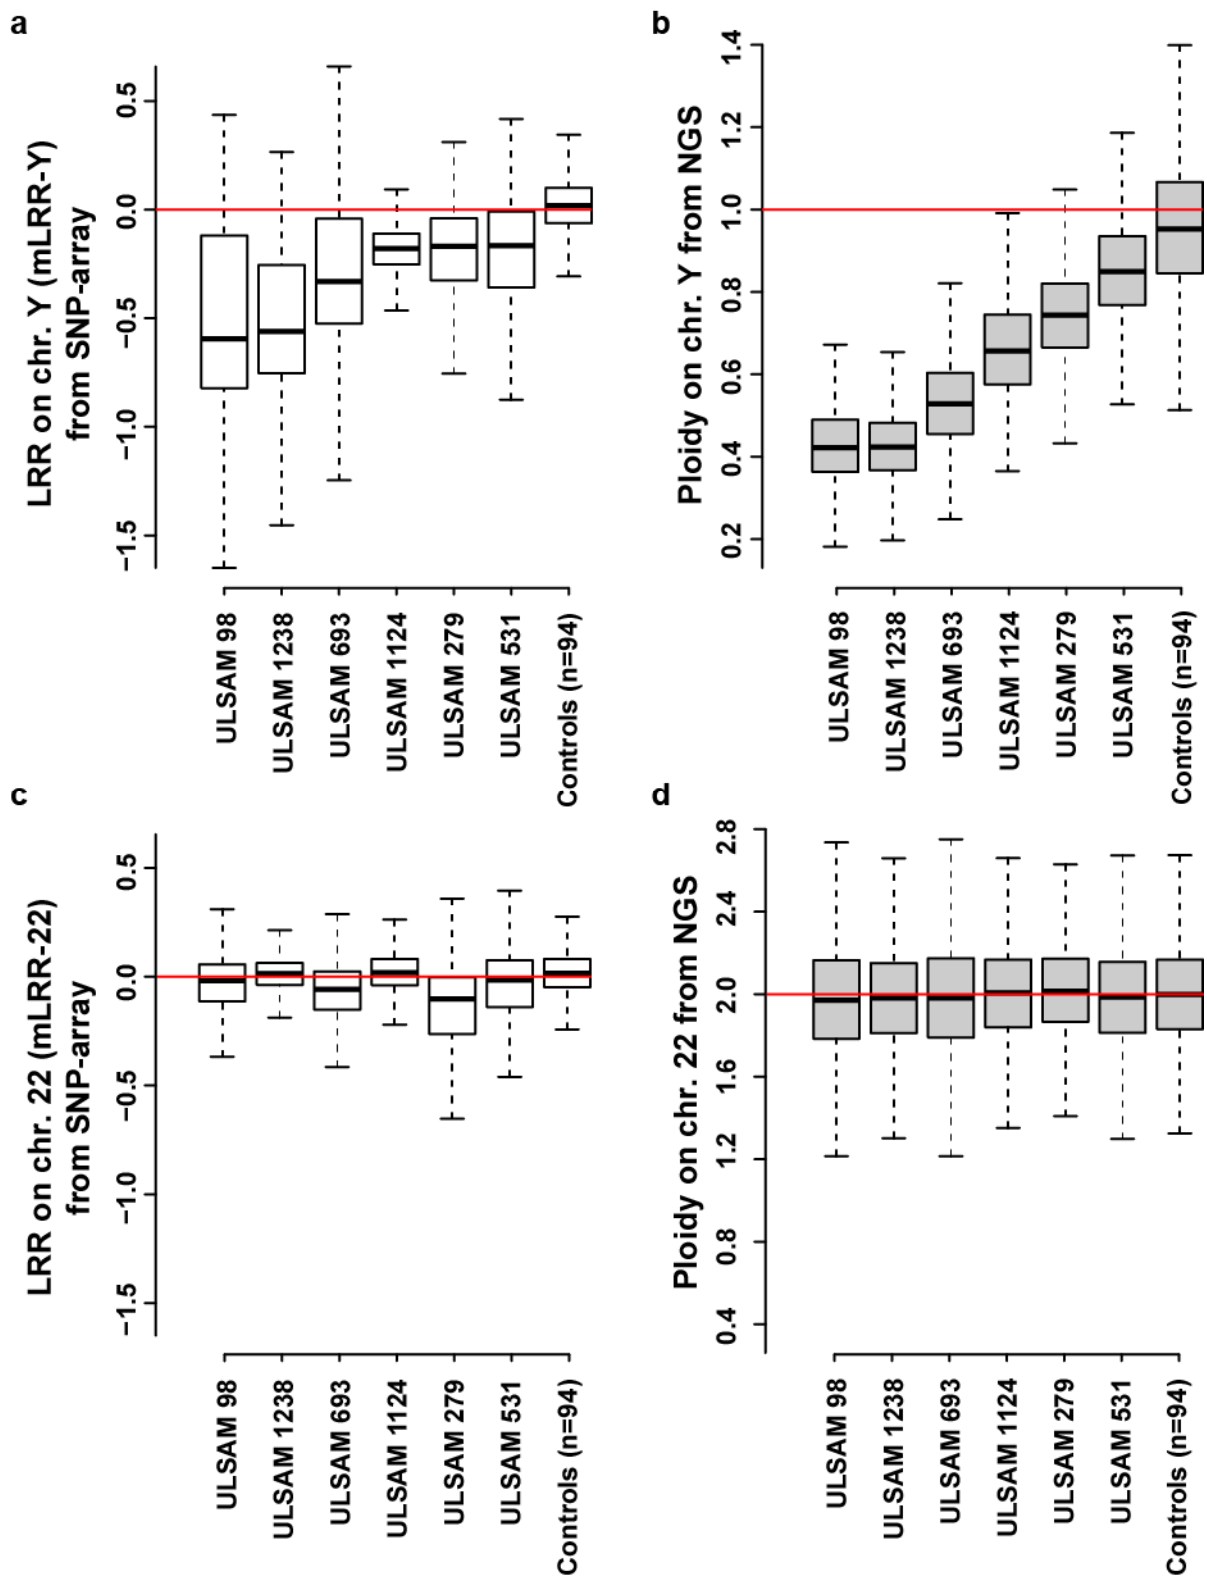 a
LRR on chr. Y (mLRR-Y)
from SNP-array
0.5
0.0
−0.5
−1.0
−1.5
ULSAM 98
ULSAM 1238
ULSAM 693
ULSAM 1124
ULSAM 279
ULSAM 531
Controls (n=94)
b
Ploidy on chr. Y from NGS
1.4
1.2
1.0
0.8
0.6
0.4
0.2
ULSAM 98
ULSAM 1238
ULSAM 693
ULSAM 1124
ULSAM 279
ULSAM 531
Controls (n=94)
c
LRR on chr. 22 (mLRR-22)
from SNP-array
0.5
0.0
−0.5
−1.0
−1.5
ULSAM 98
ULSAM 1238
ULSAM 693
ULSAM 1124
ULSAM 279
ULSAM 531
Controls (n=94)
d
Ploidy on chr. 22 from NGS
2.8
2.4
2.0
1.6
1.2
0.8
0.4
ULSAM 98
ULSAM 1238
ULSAM 693
ULSAM 1124
ULSAM 279
ULSAM 531
Controls (n=94)